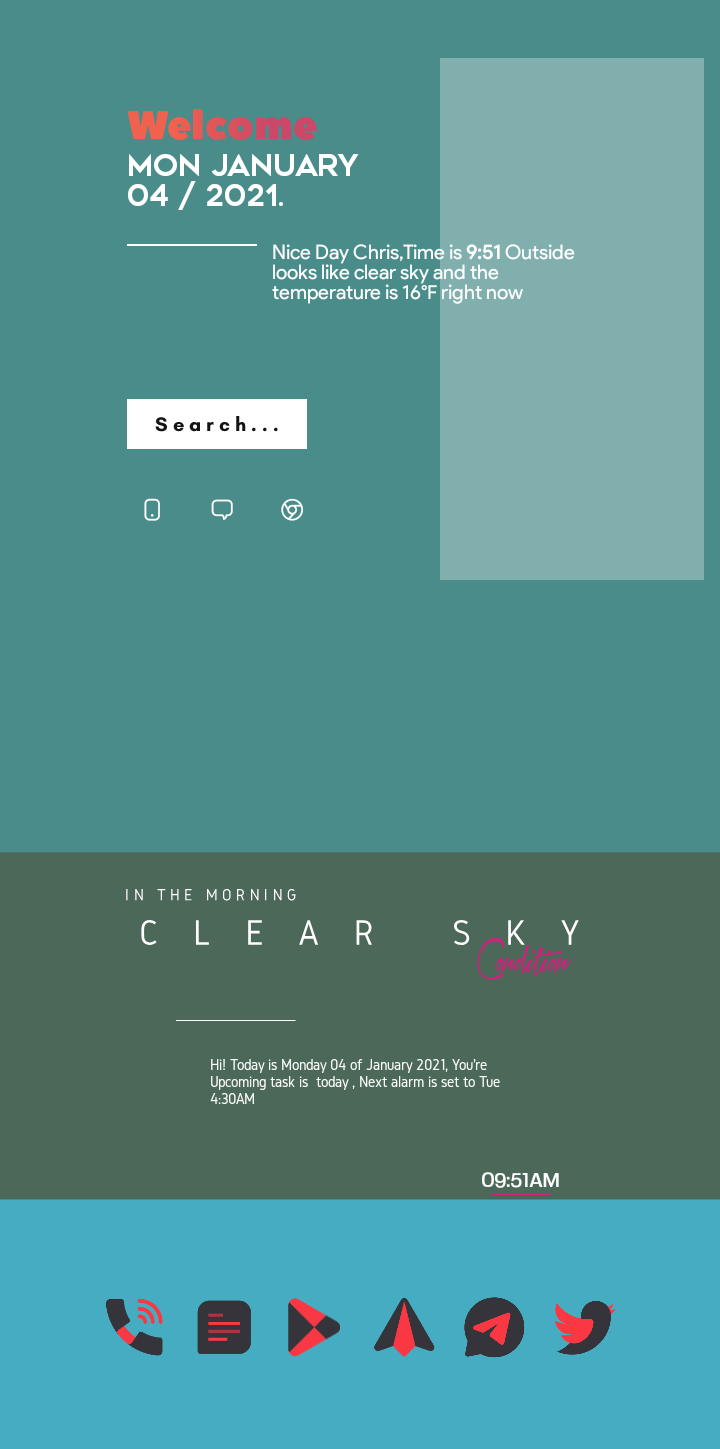 Welcome
MON JANUARY
04 / 2021.
Nice Day Chris,Time is 9:51 Outside
looks like clear sky and the
temperature is 16°F right now
Search...
IN THE MORNING
CLEAR SKY
Condition
Hi! Today is Monday 04 of January 2021, You're
Upcoming task is  today , Next alarm is set to Tue
4:30AM
09:51AM